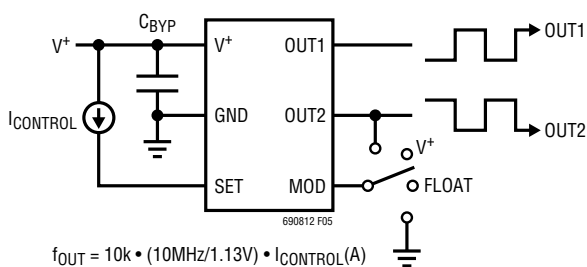 V+
CBYP
V+
OUT1
OUT1
ICONTROL
GND
OUT2
OUT2
V+
FLOAT
SET
MOD
690812 F05
fOUT = 10k • (10MHz/1.13V) • ICONTROL(A)